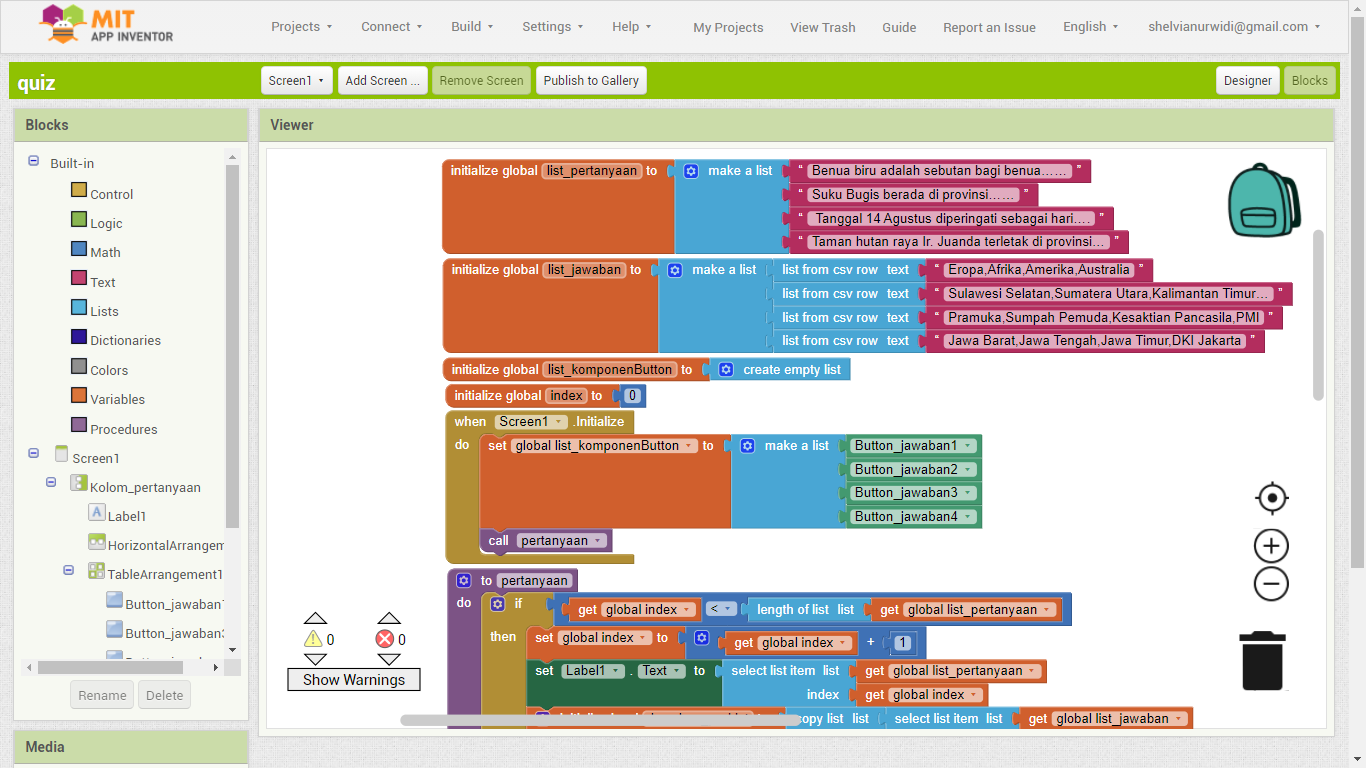 MIT
APP INVENTOR
Projects Connect Build Settings Help My Projects View Trash Guide Report an Issue English shelvianurwidi@gmail.com
quiz
Screen1 Add Screen ... Remove Screen Publish to Gallery Designer Blocks
Blocks
Built-in
Control
Logic
Math
Text
Lists
Dictionaries
Colors
Variables
Procedures
Screen1
Kolom_pertanyaan
Label1
HorizontalArrangem
TableArrangement1
Button_jawaban1
Button_jawaban3
Rename Delete
Media
Viewer
initialize global list_pertanyaan to make a list " Benua biru adalah sebutan bagi benua…... "
" Suku Bugis berada di provinsi…... "
" Tanggal 14 Agustus diperingati sebagai hari…. "
" Taman hutan raya Ir. Juanda terletak di provinsi… "
initialize global list_jawaban to make a list list from csv row text " Eropa,Afrika,Amerika,Australia "
list from csv row text " Sulawesi Selatan,Sumatera Utara,Kalimantan Timur… "
list from csv row text " Pramuka,Sumpah Pemuda,Kesaktian Pancasila,PMI "
list from csv row text " Jawa Barat,Jawa Tengah,Jawa Timur,DKI Jakarta "
initialize global list_komponenButton to create empty list
initialize global index to 0
when Screen1 .Initialize
do set global list_komponenButton to make a list Button_jawaban1
Button_jawaban2
Button_jawaban3
Button_jawaban4
call pertanyaan
to pertanyaan
do if get global index < length of list list get global list_pertanyaan
then set global index to get global index + 1
set Label1 . Text to select list item list get global list_pertanyaan
index get global index
copy list list select list item list get global list_jawaban
0 0
Show Warnings